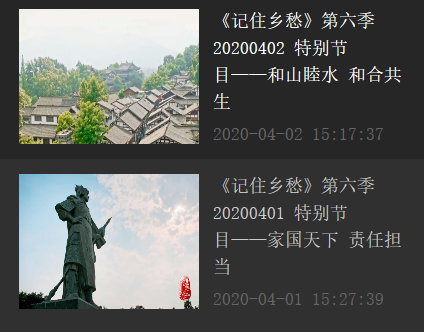 《记住乡愁》第六季
20200402 特别节
目——和山睦水 和合共
生
2020-04-02 15:17:37
《记住乡愁》第六季
20200401 特别节
目——家国天下 责任担
当
2020-04-01 15:27:39